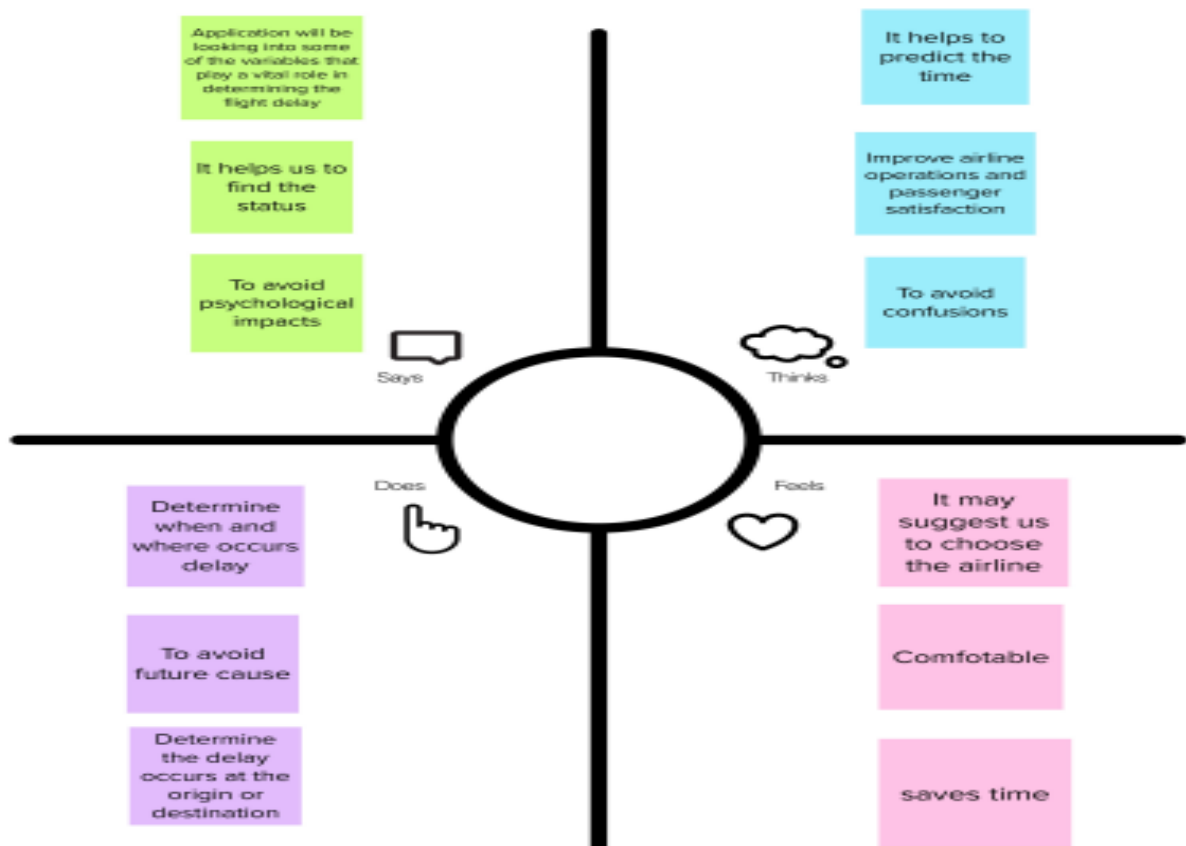 Application will be
looking into some
of the variables that
play a vital role in
determining the
flight delay
It helps us to
find the
status
To avoid
psychological
impacts
Says
It helps to
predict the
time
Improve airline
operations and
passenger
satisfaction
To avoid
confusions
Thinks
Does
Determine
when and
where occurs
delay
To avoid
future cause
Determine
the delay
occurs at the
origin or
destination
Feels
It may
suggest us
to choose
the airline
Comfotable
saves time